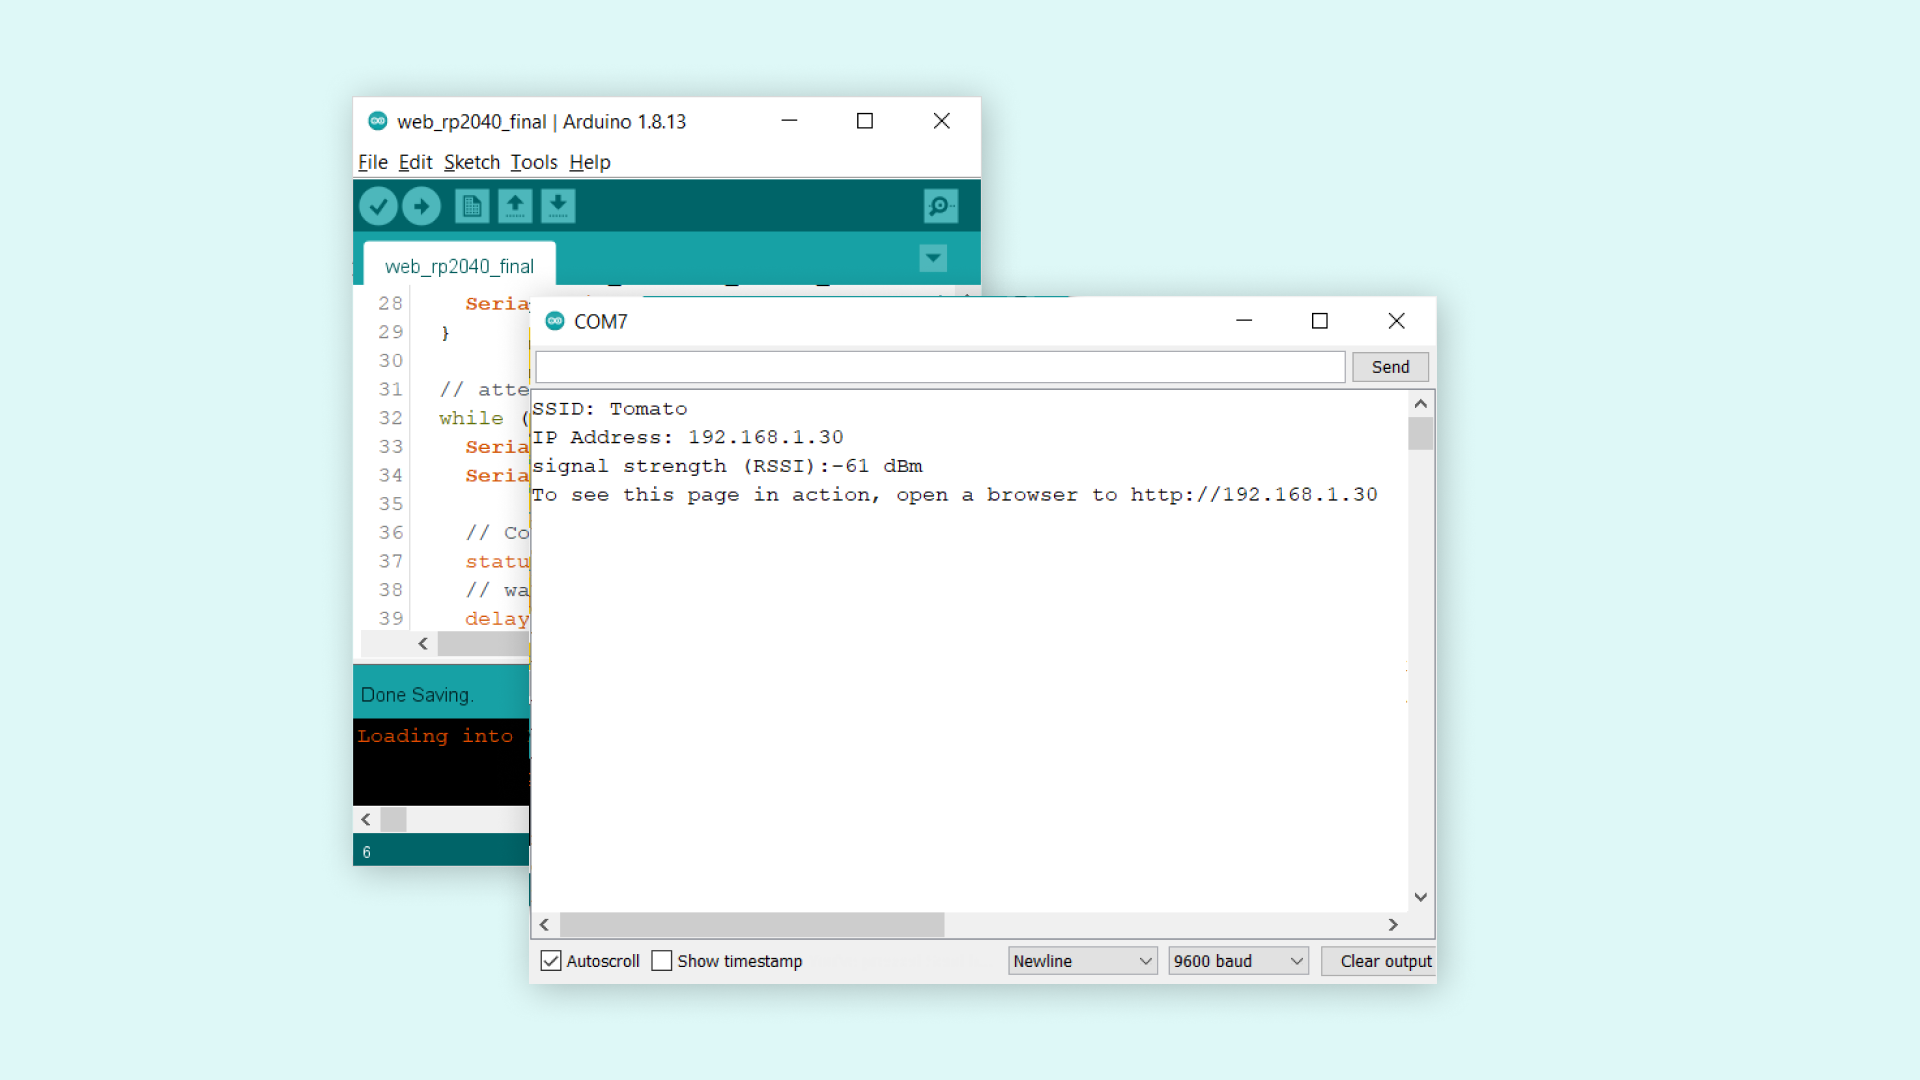 web_rp2040_final | Arduino 1.8.13
File Edit Sketch Tools Help
web_rp2040_final
28 Seria
29 }
30
31 // atte
32 while (
33 Seria
34 Seria
35
36 // Co
37 statu
38 // wa
39 delay
Done Saving.
Loading into
6
COM7
Send
SSID: Tomato
IP Address: 192.168.1.30
signal strength (RSSI):-61 dBm
To see this page in action, open a browser to http://192.168.1.30
Autoscroll Show timestamp Newline 9600 baud Clear output